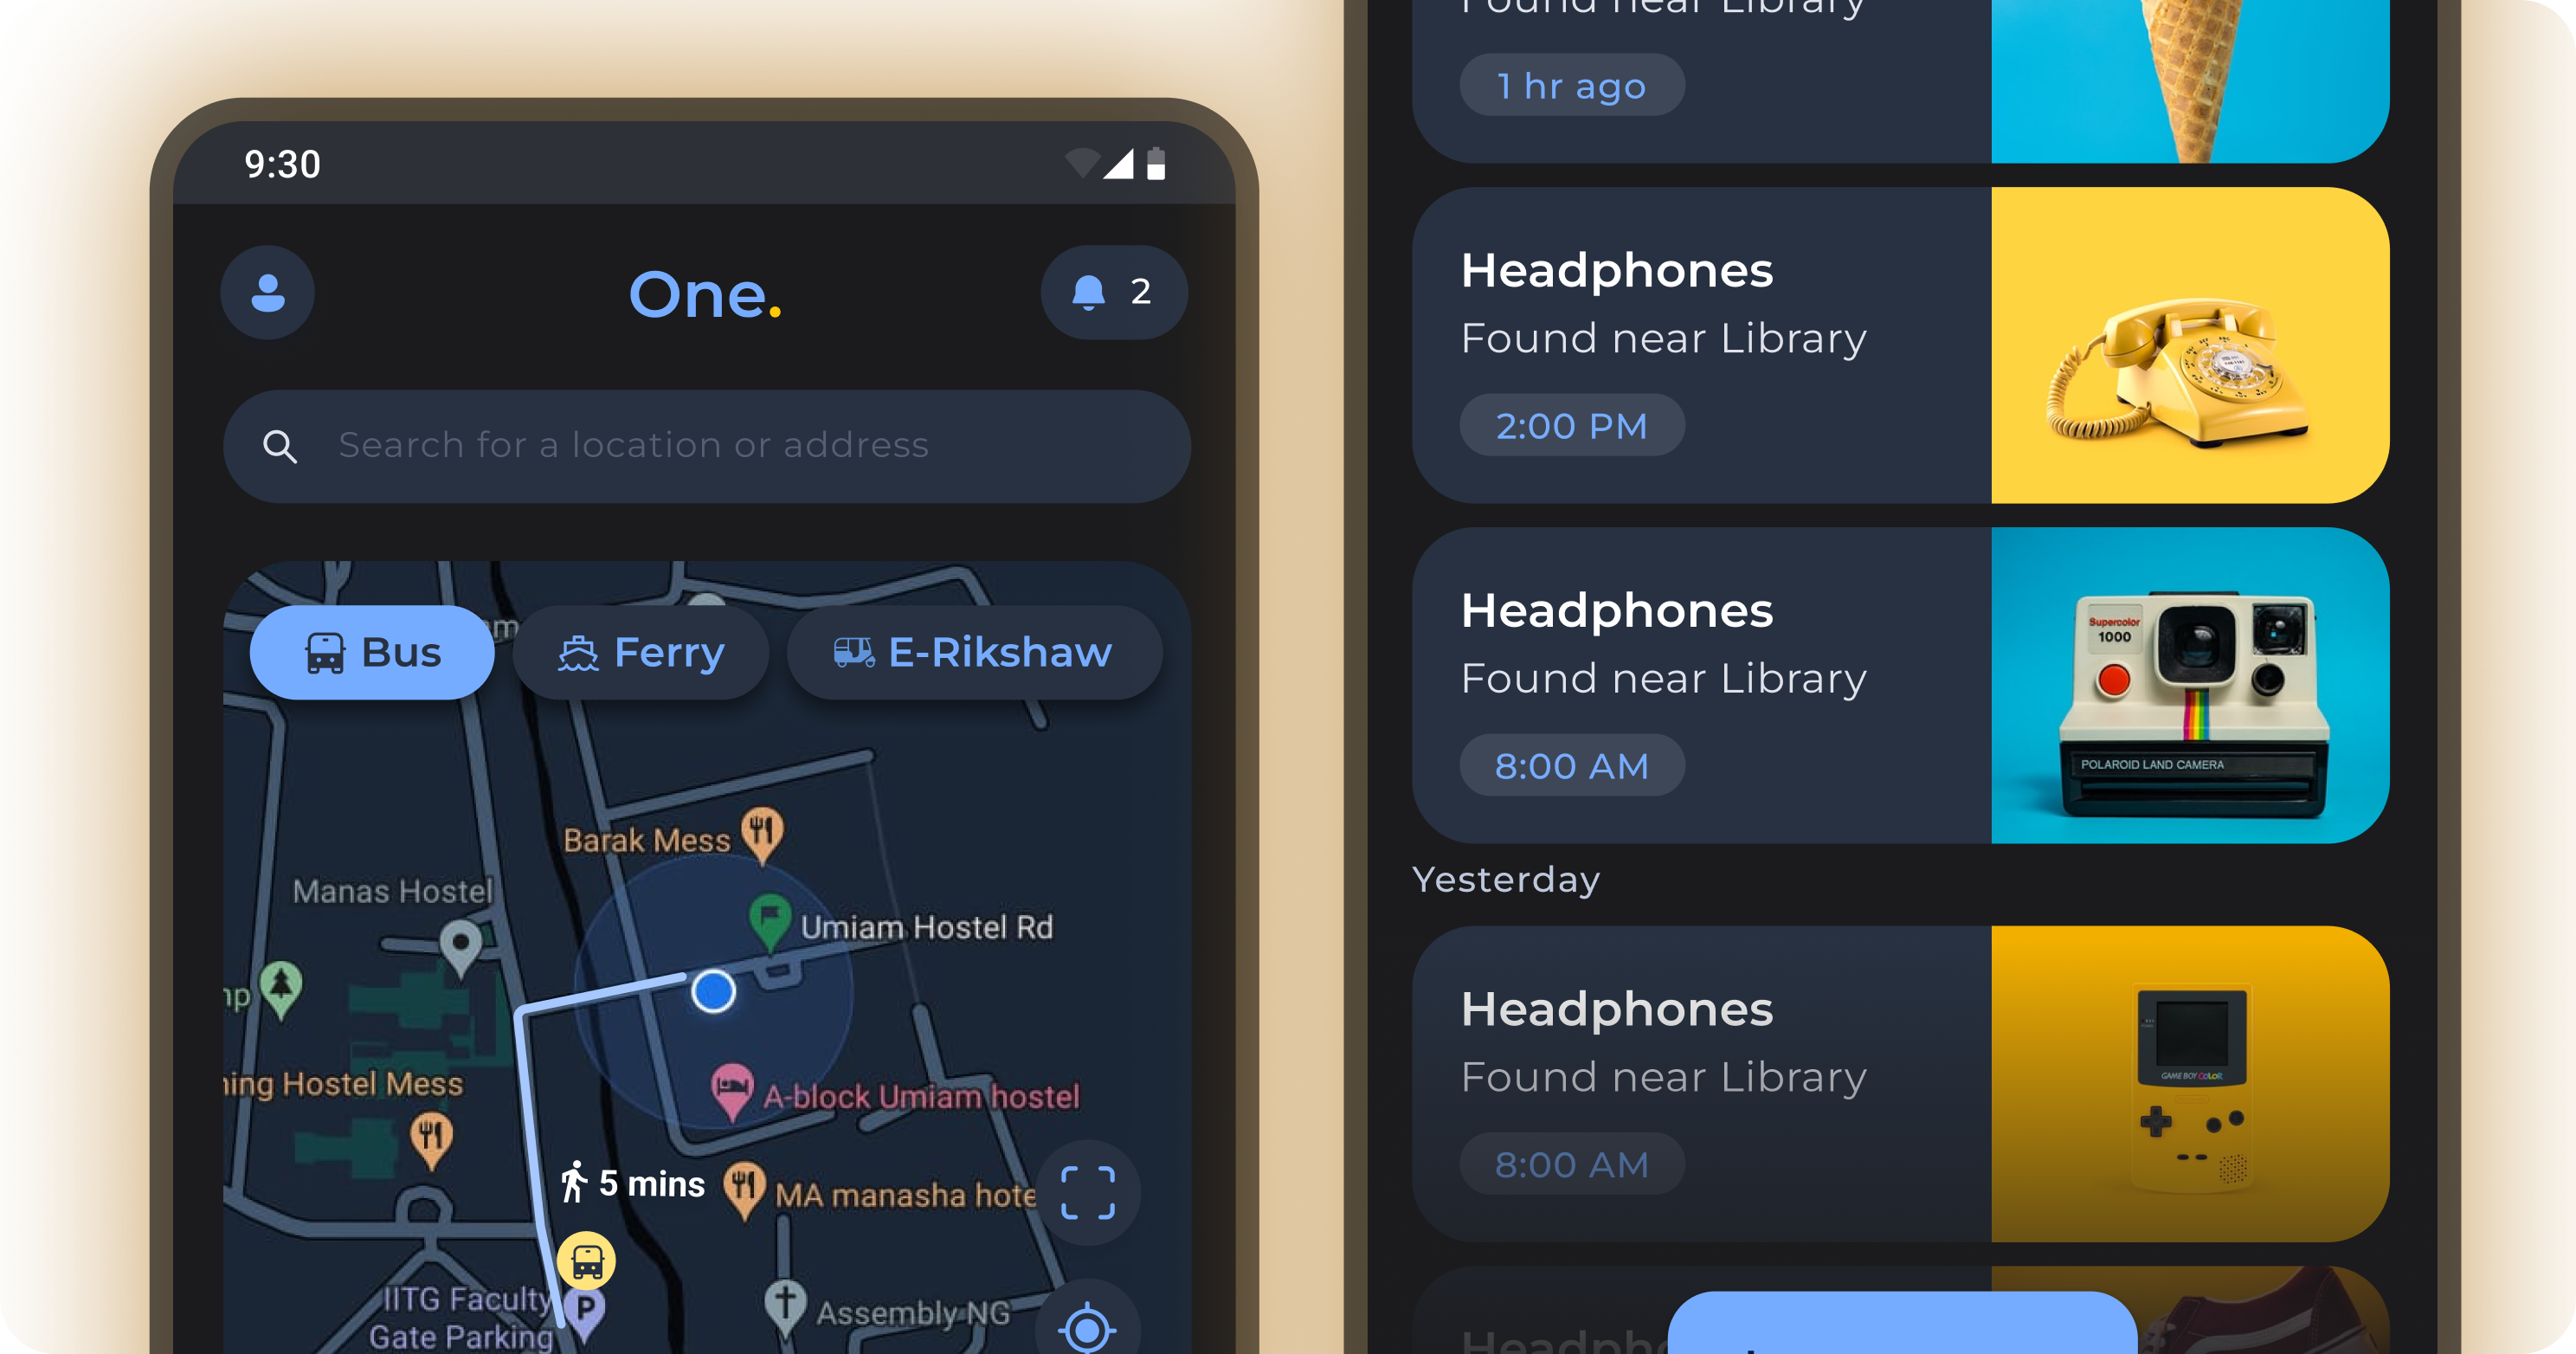 9:30
One.
2
Search for a location or address
Bus
Ferry
E-Rikshaw
Barak Mess
Manas Hostel
Umiam Hostel Rd
Hostel Mess
A-block Umiam hostel
5 mins
MA manasha hote
IITG Faculty
Gate Parking
P
Assembly NG
Found near Library
1 hr ago
Headphones
Found near Library
2:00 PM
Headphones
Found near Library
8:00 AM
Supercolor
1000
POLAROID LAND CAMERA
Yesterday
Headphones
Found near Library
8:00 AM
GAME BOY COLOR